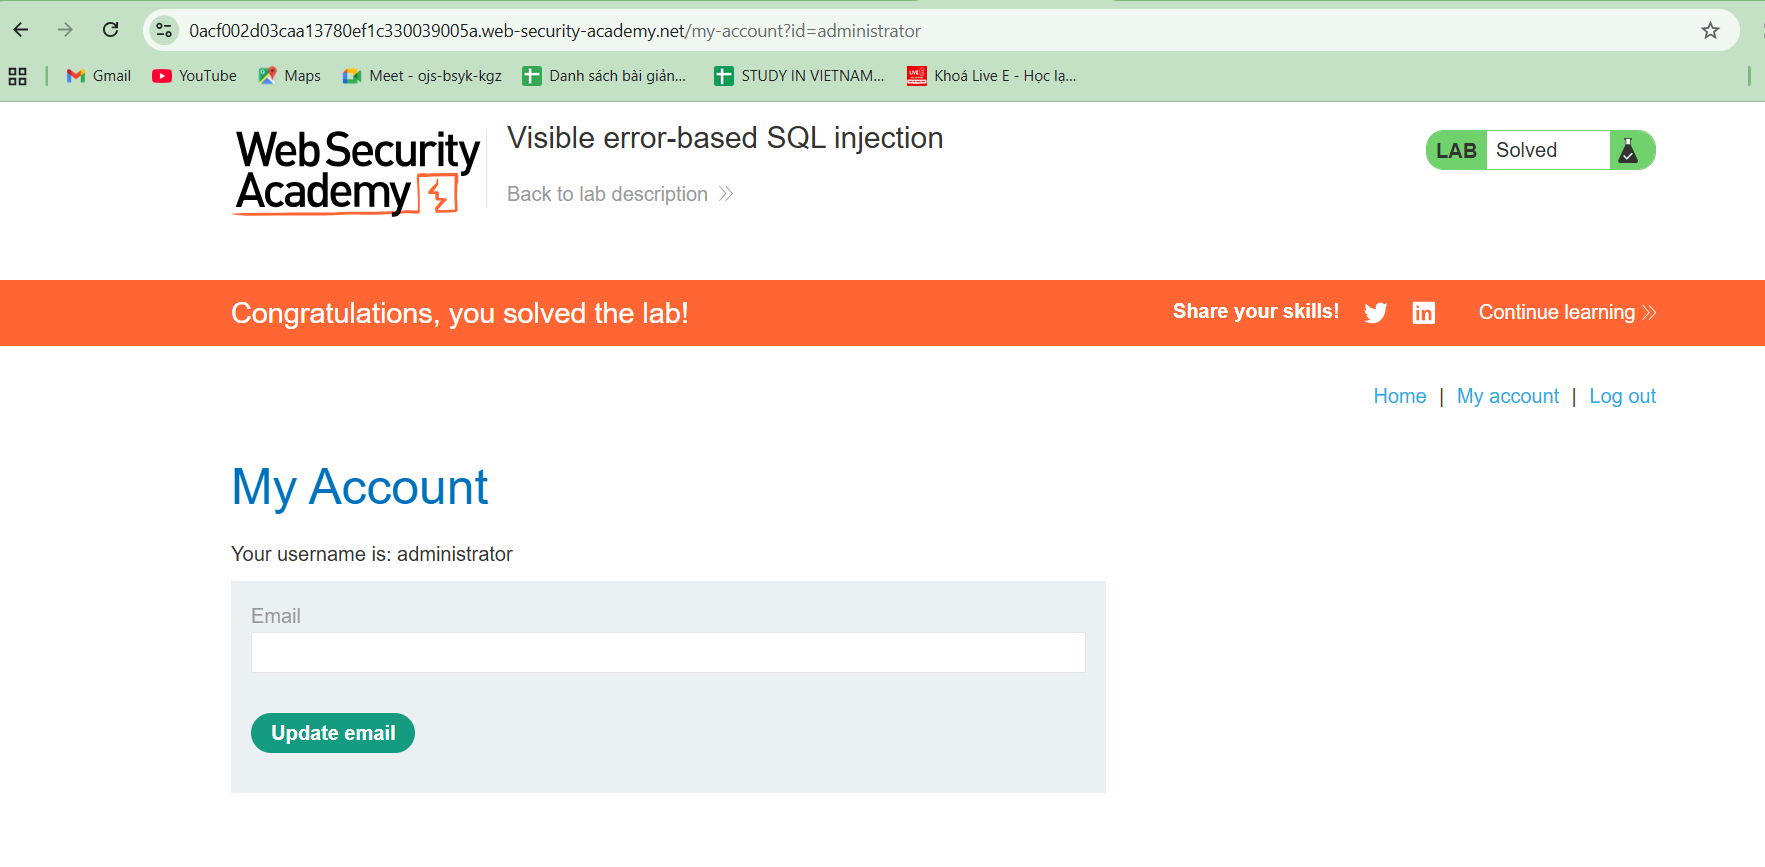 0acf002d03caa13780ef1c330039005a.web-security-academy.net/my-account?id=administrator
Gmail YouTube Maps Meet - ojs-bsyk-kgz Danh sách bài giản... STUDY IN VIETNAM... Khoá Live E - Học lạ...
Web Security
Academy
Visible error-based SQL injection
Back to lab description
LAB Solved
Congratulations, you solved the lab!
Share your skills! Continue learning
Home | My account | Log out
My Account
Your username is: administrator
Email
Update email